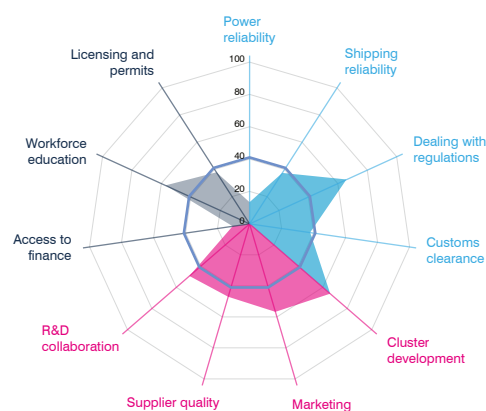 Power
reliability
Licensing and
permits
Shipping
reliability
100
80
60
40
20
0
Workforce
education
Dealing with
regulations
Access to
finance
Customs
clearance
R&D
collaboration
Cluster
development
Supplier quality
Marketing